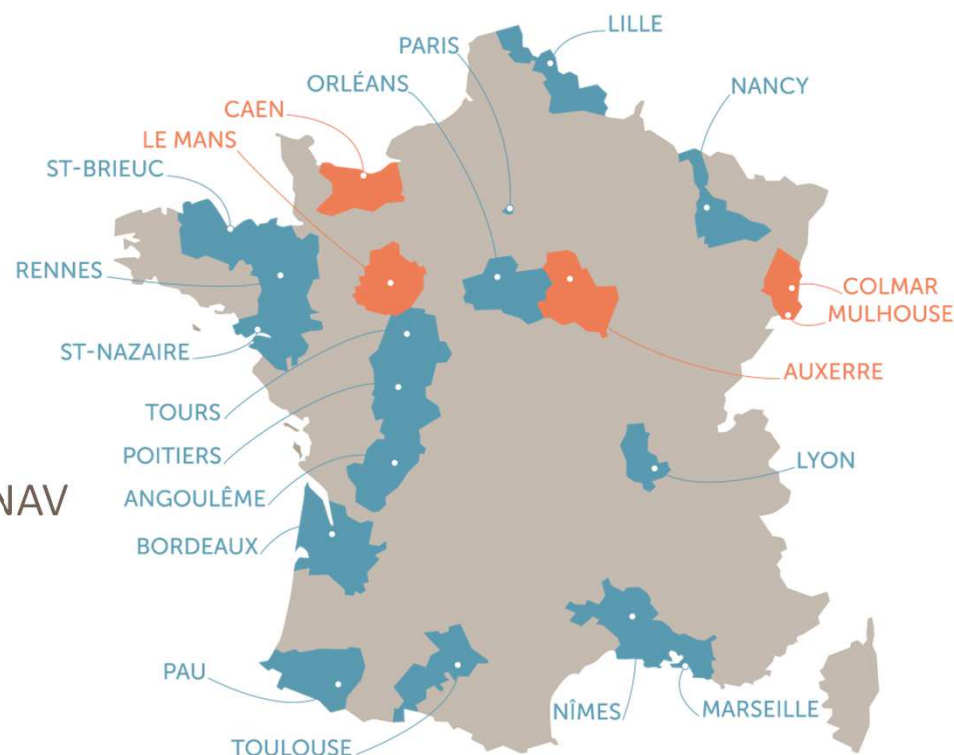 LILLE
PARIS
ORLÉANS
NANCY
CAEN
LE MANS
ST-BRIEUC
RENNES
COLMAR
MULHOUSE
ST-NAZAIRE
AUXERRE
TOURS
POITIERS
LYON
ANGOULÊME
NAV
BORDEAUX
PAU
NÎMES
MARSEILLE
TOULOUSE